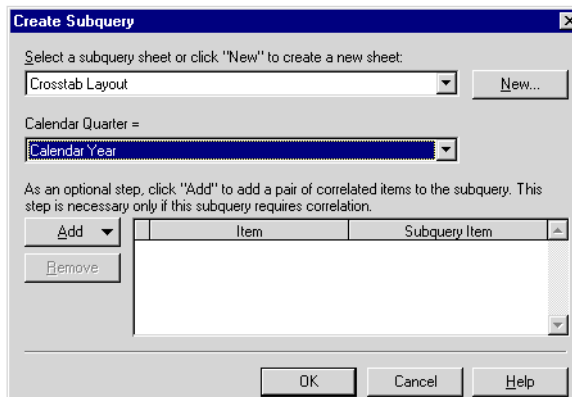 Create Subquery
Select a subquery sheet or click "New" to create a new sheet:
Crosstab Layout
New...
Calendar Quarter =
Calendar Year
As an optional step, click "Add" to add a pair of correlated items to the subquery. This
step is necessary only if this subquery requires correlation.
Add
Item
Subquery Item
Remove
OK
Cancel
Help